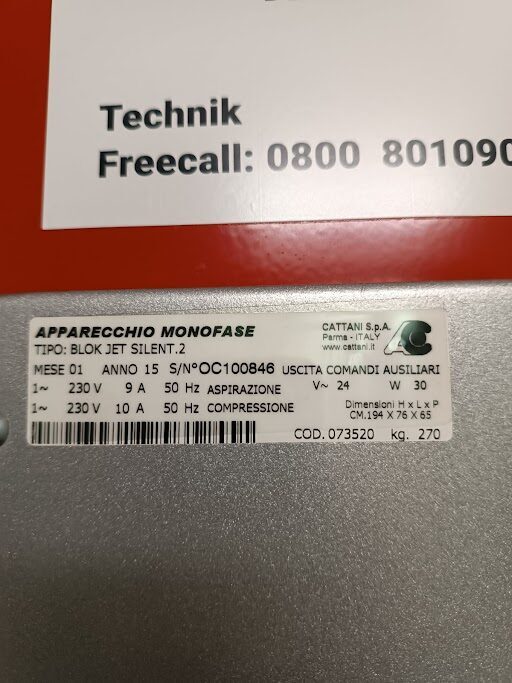 Technik
Freecall: 0800 801090
APPARECCHIO MONOFASE
TIPO: BLOK JET SILENT.2
CATTANI S.p.A.
Parma - ITALY
www.cattani.it
AC
MESE 01 ANNO 15 S/N° OC100846 USCITA COMANDI AUSILIARI
1~ 230 V 9 A 50 Hz ASPIRAZIONE V~ 24 W 30
1~ 230 V 10 A 50 Hz COMPRESSIONE
Dimensioni H x L x P
CM.194 X 76 X 65
COD. 073520 kg. 270